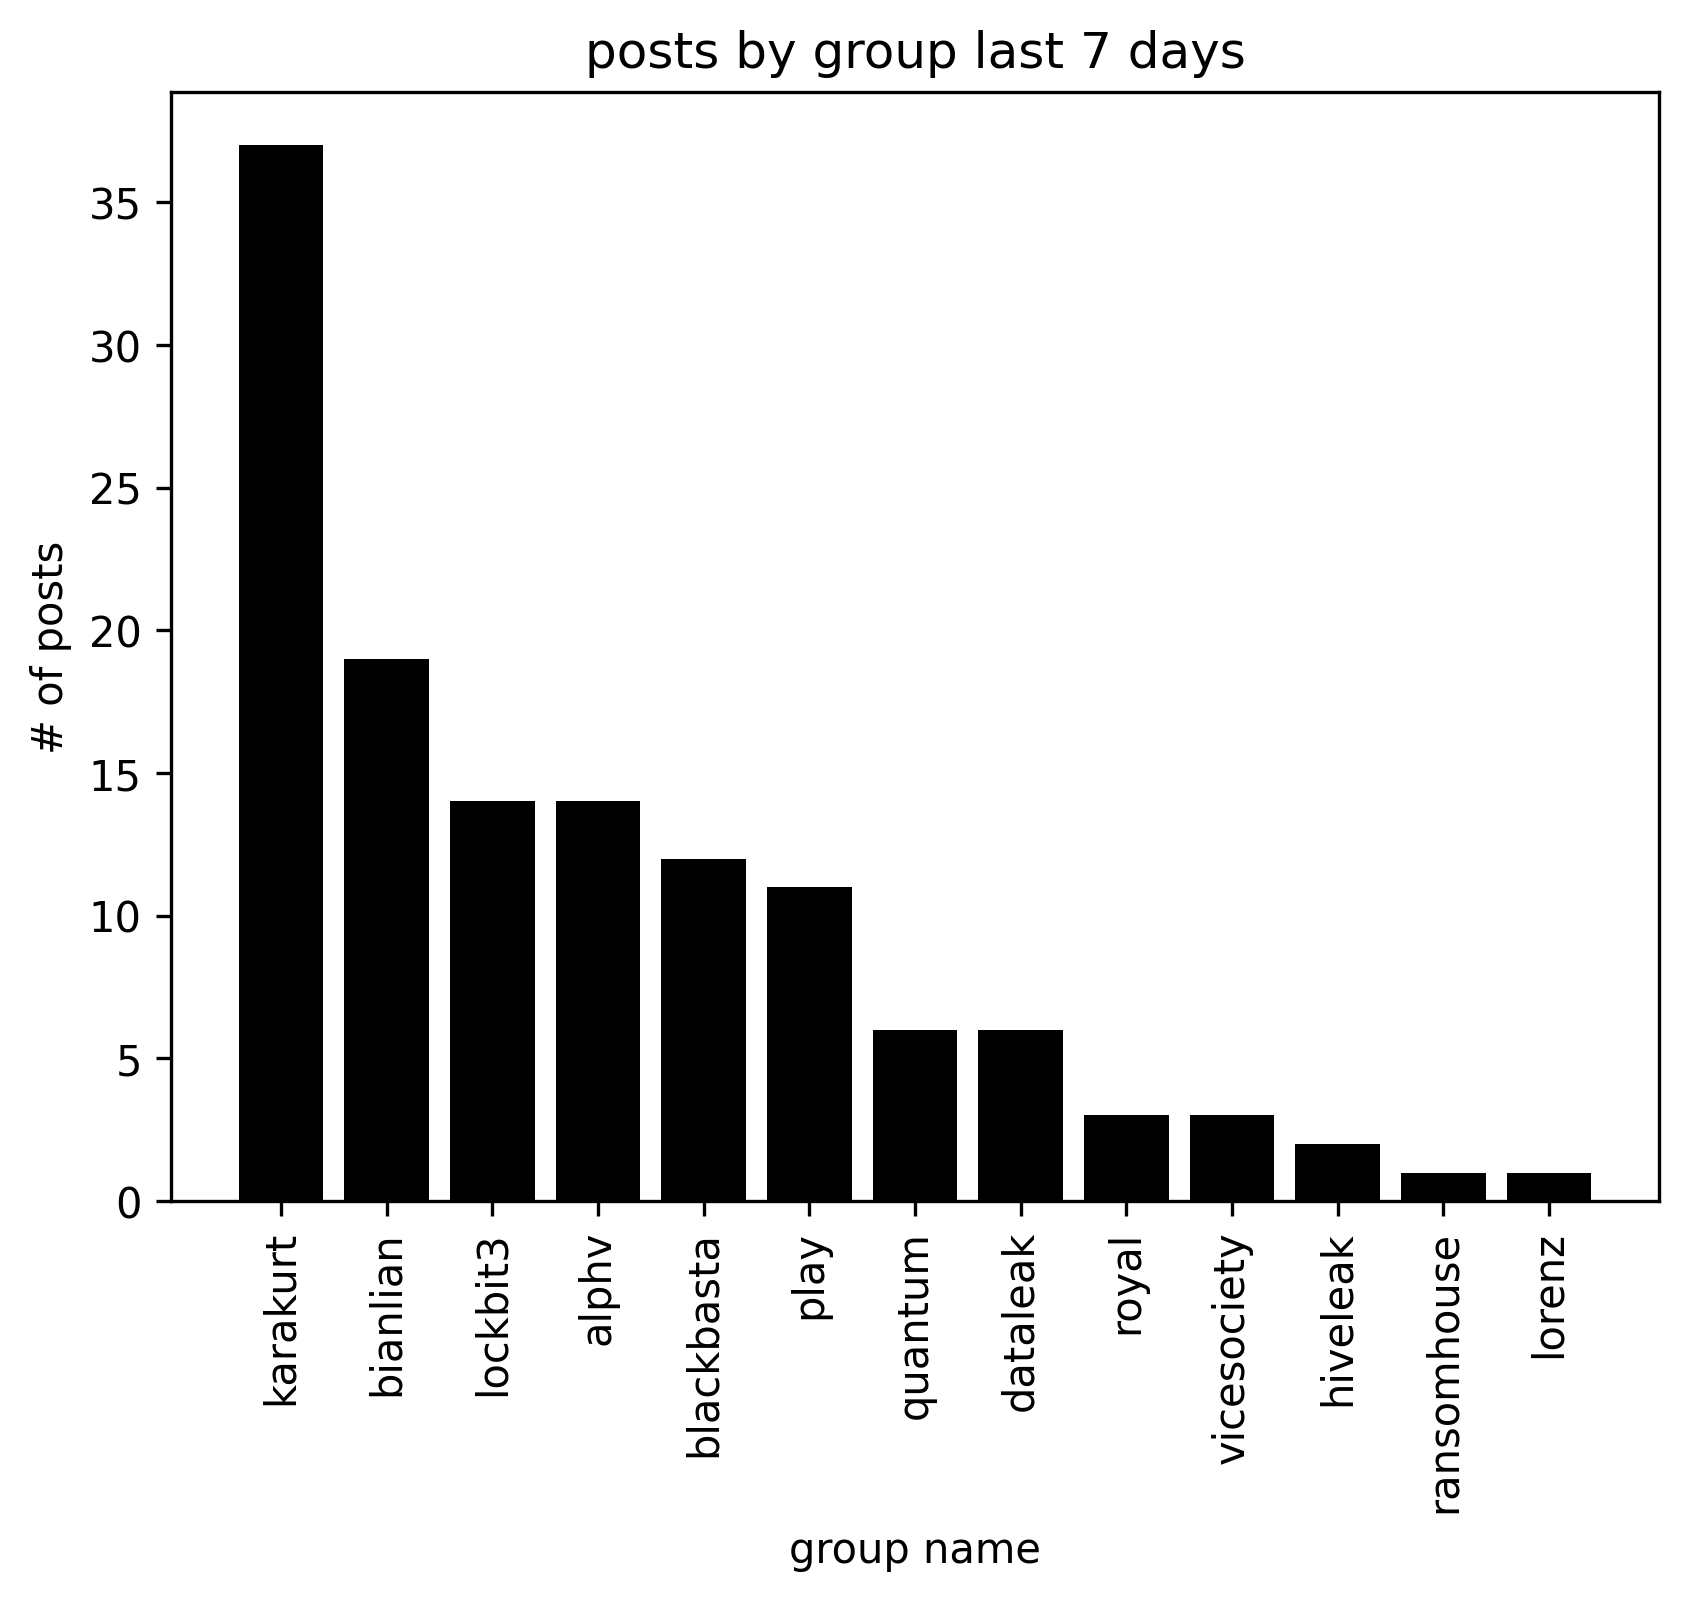 posts by group last 7 days
# of posts
35
30
25
20
15
10
5
0
karakurt
bianlian
lockbit3
alphv
blackbasta
play
quantum
dataleak
royal
vicesociety
hiveleak
ransomhouse
lorenz
group name